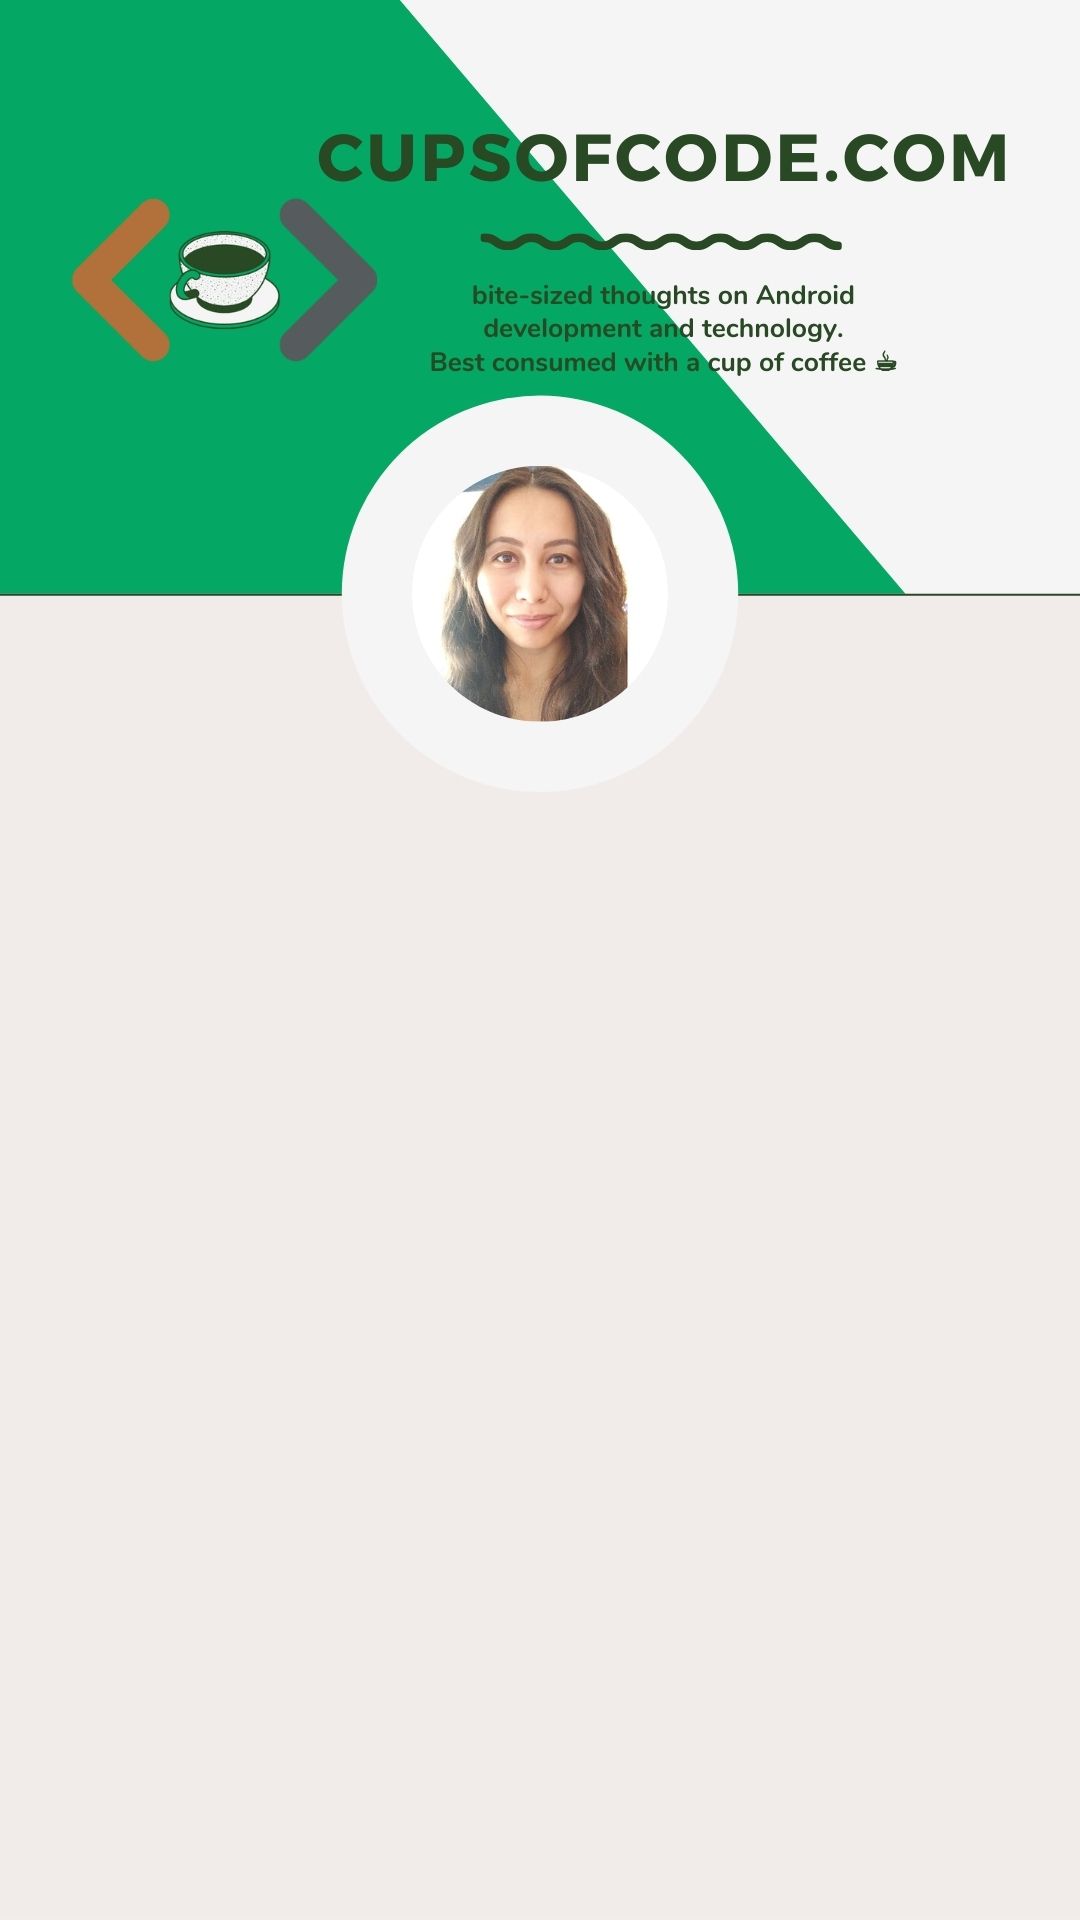 CUPSOFCODE.COM
bite-sized thoughts on Android
development and technology.
Best consumed with a cup of coffee ☕